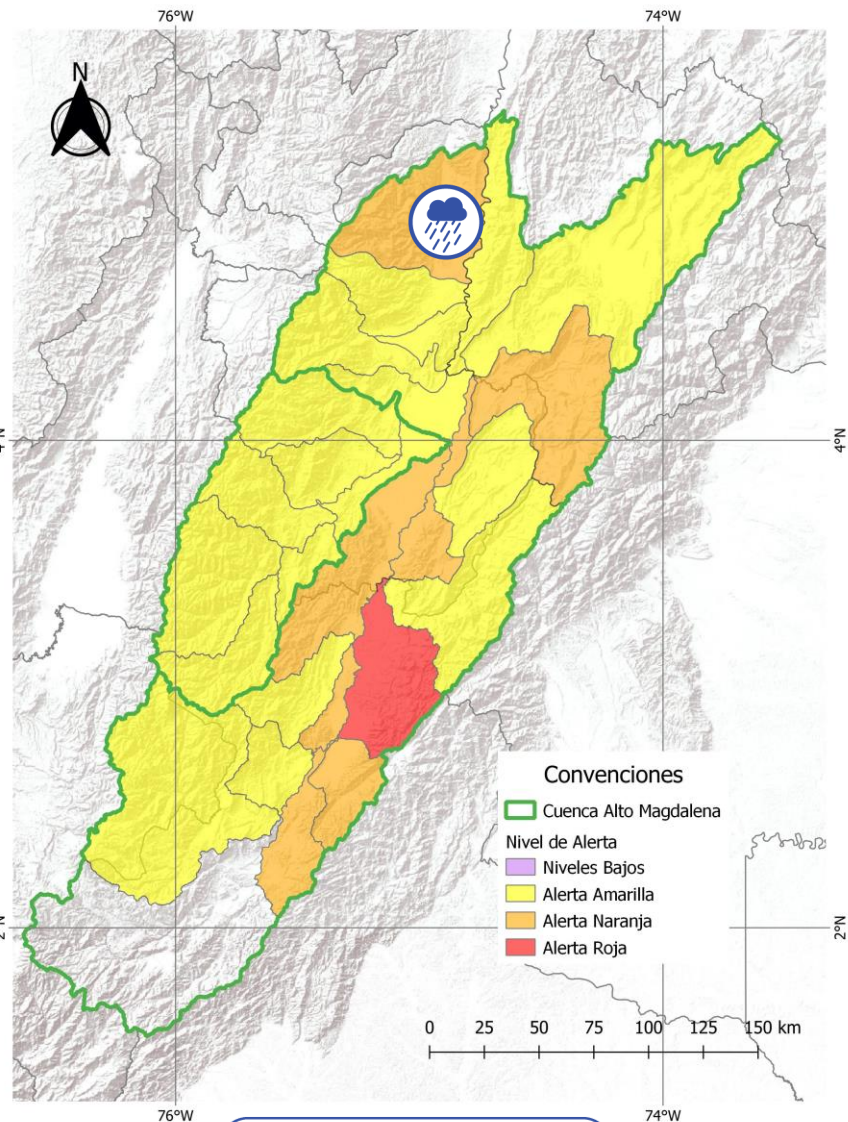 76°W 74°W
N
4°N 4°N
Convenciones
Cuenca Alto Magdalena
Nivel de Alerta
Niveles Bajos
Alerta Amarilla
Alerta Naranja
Alerta Roja
2°N 2°N
0 25 50 75 100 125 150 km
76°W 74°W